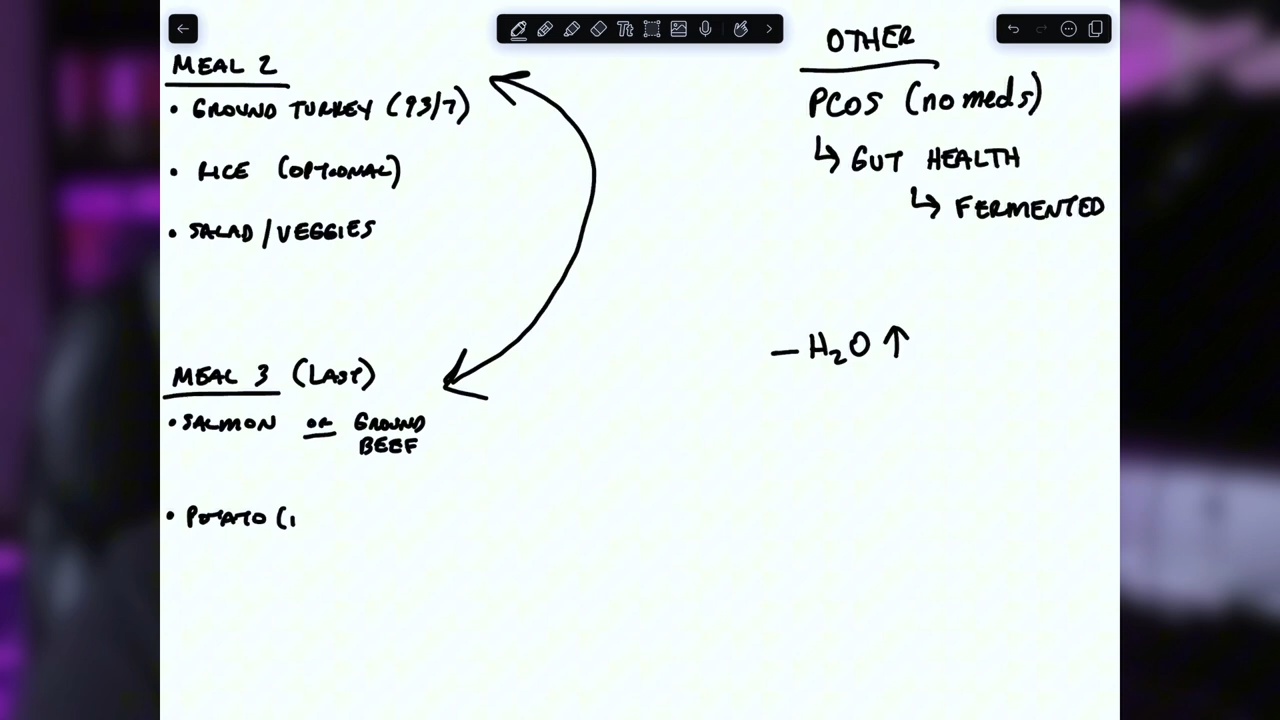 MEAL 2
• GROUND TURKEY (93/7)
• RICE (OPTIONAL)
• SALAD/VEGGIES
MEAL 3 (LAST)
• SALMON OR GROUND
BEEF
• POTATO (1
OTHER
PCOS (no meds)
↳ GUT HEALTH
↳ FERMENTED
— H₂O ↑